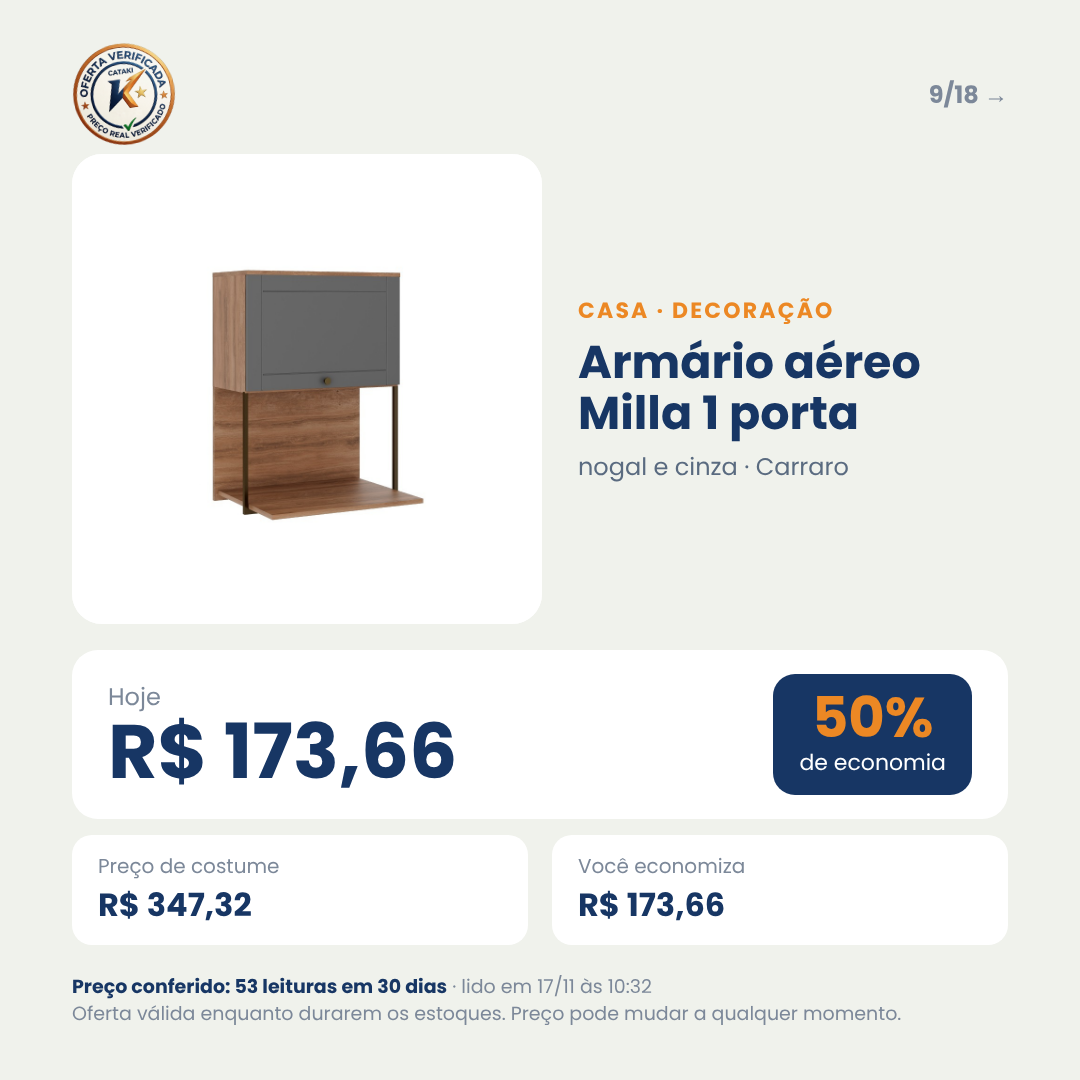 OFERTA VERIFICADA
CATAKI
K
PREÇO REAL VERIFICADO
9/18 →
CASA · DECORAÇÃO
Armário aéreo
Milla 1 porta
nogal e cinza · Carraro
Hoje
R$ 173,66
50%
de economia
Preço de costume
R$ 347,32
Você economiza
R$ 173,66
Preço conferido: 53 leituras em 30 dias · lido em 17/11 às 10:32
Oferta válida enquanto durarem os estoques. Preço pode mudar a qualquer momento.